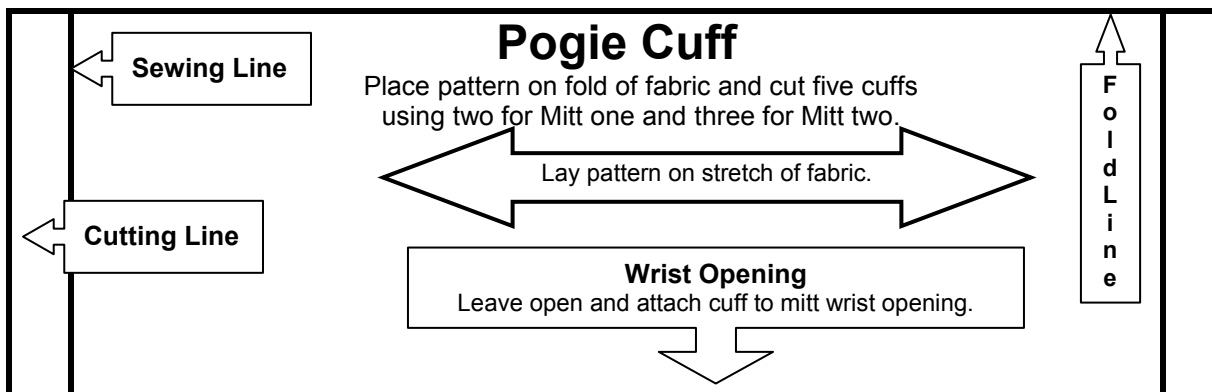 Pogie Cuff
Sewing Line
Place pattern on fold of fabric and cut five cuffs
using two for Mitt one and three for Mitt two.
Lay pattern on stretch of fabric.
Cutting Line
Wrist Opening
Leave open and attach cuff to mitt wrist opening.
F
o
l
d
L
i
n
e